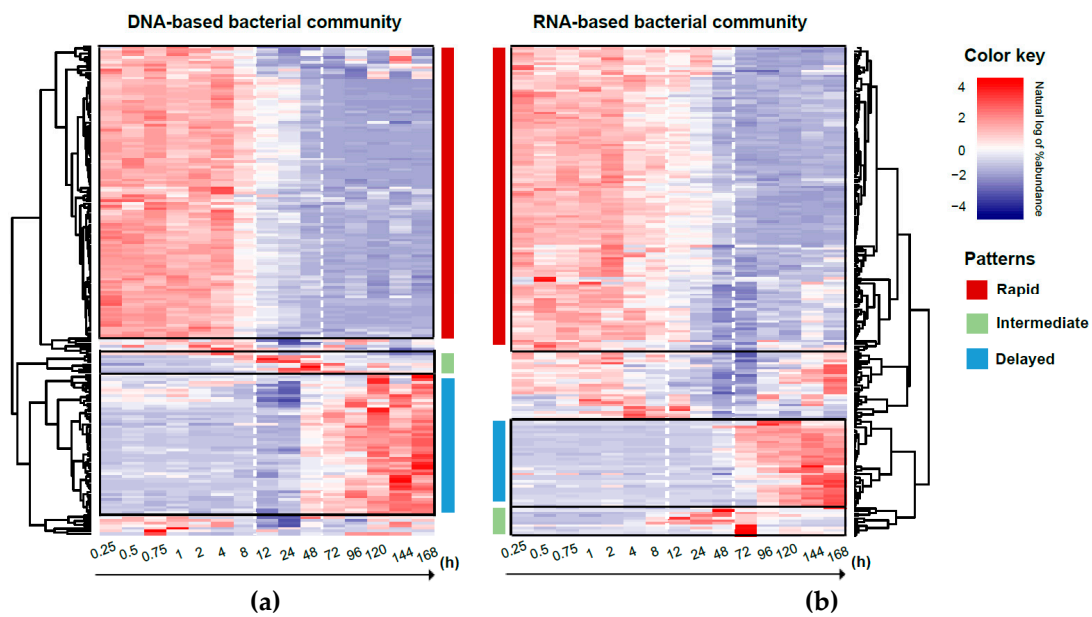 DNA-based bacterial community
RNA-based bacterial community
Color key
4
2
0
−2
−4
Natural log of %abundance
Patterns
Rapid
Intermediate
Delayed
0.25 0.5 0.75 1 2 4 8 12 24 48 72 96 120 144 168 (h)
0.25 0.5 0.75 1 2 4 8 12 24 48 72 96 120 144 168 (h)
(a)
(b)